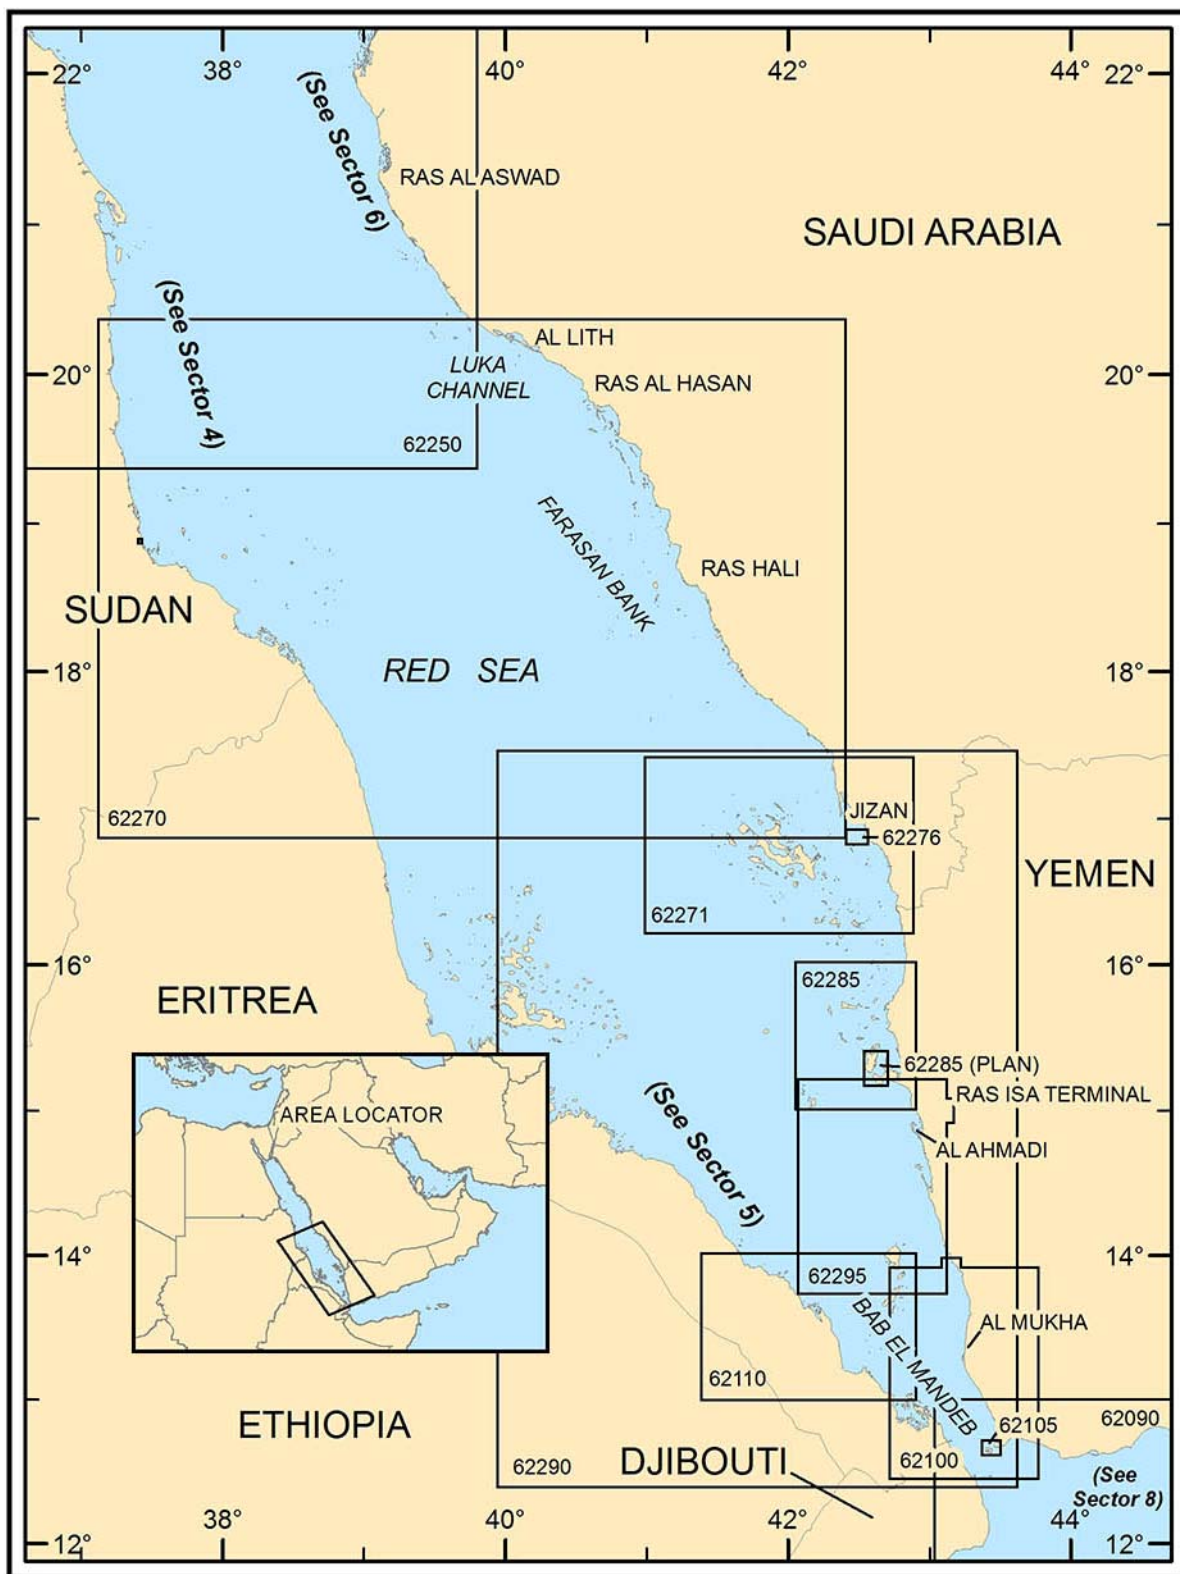 38°
40°
42°
44°
22°
22°
(See Sector 6)
RAS AL ASWAD
SAUDI ARABIA
(See Sector 4)
AL LITH
LUKA
CHANNEL
20°
RAS AL HASAN
20°
62250
FARASAN BANK
RAS HALI
SUDAN
RED SEA
18°
18°
62270
JIZAN
62276
YEMEN
62271
16°
16°
62285
ERITREA
62285 (PLAN)
RAS ISA TERMINAL
(See Sector 5)
AREA LOCATOR
AL AHMADI
14°
14°
62295
BAB EL MANDEB
AL MUKHA
62110
ETHIOPIA
62105
62090
62100
62290
DJIBOUTI
(See
Sector 8)
38°
40°
42°
44°
12°
12°